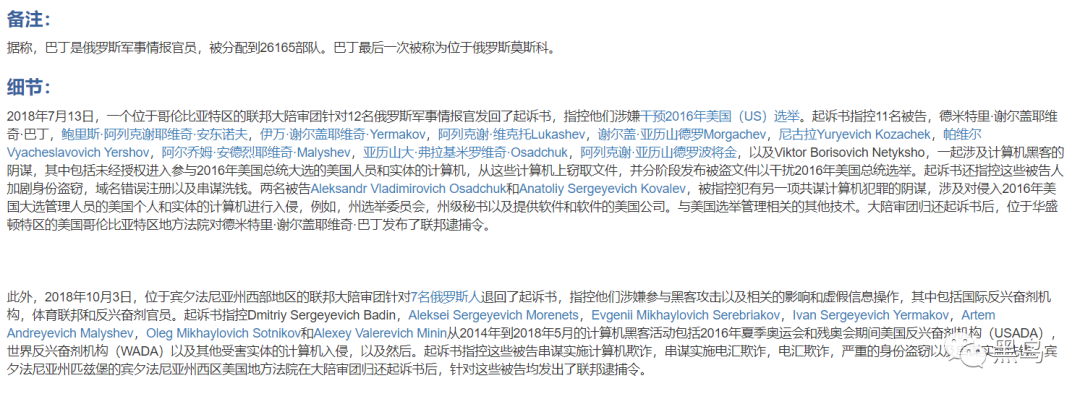 备注：
据称，巴丁是俄罗斯军事情报官员，被分配到26165部队。巴丁最后一次被称为位于俄罗斯莫斯科。
细节：
2018年7月13日，一个位于哥伦比亚特区的联邦大陪审团针对12名俄罗斯军事情报官发回了起诉书，指控他们涉嫌干预2016年美国（US）选举。起诉书指控11名被告，德米特里·谢尔盖耶维
奇·巴丁，鲍里斯·阿列克谢耶维奇·安东诺夫，伊万·谢尔盖耶维奇·Yermakov，阿列克谢·维克托Lukashev，谢尔盖·亚历山德罗Morgachev，尼古拉Yuryevich Kozachek，帕维尔
Vyacheslavovich Yershov，阿尔乔姆·安德烈耶维奇·Malyshev，亚历山大·弗拉基米罗维奇·Osadchuk，阿列克谢·亚历山德罗波将金，以及Viktor Borisovich Netyksho，一起涉及计算机黑客的
阴谋，其中包括未经授权进入参与2016年美国总统大选的美国人员和实体的计算机，从这些计算机上窃取文件，并分阶段发布被盗文件以干扰2016年美国总统选举。起诉书还指控这些被告人
加剧身份盗窃，域名错误注册以及串谋洗钱。两名被告Aleksandr Vladimirovich Osadchuk和Anatoliy Sergeyevich Kovalev，被指控犯有另一项共谋计算机犯罪的阴谋，涉及对侵入2016年美
国大选管理人员的美国个人和实体的计算机进行入侵，例如，州选举委员会，州级秘书以及提供软件和软件的美国公司。与美国选举管理相关的其他技术。大陪审团归还起诉书后，位于华盛
顿特区的美国哥伦比亚特区地方法院对德米特里·谢尔盖耶维奇·巴丁发布了联邦逮捕令。
此外，2018年10月3日，位于宾夕法尼亚州西部地区的联邦大陪审团针对7名俄罗斯人退回了起诉书，指控他们涉嫌参与黑客攻击以及相关的影响和虚假信息操作，其中包括国际反兴奋剂机
构，体育联邦和反兴奋剂官员。起诉书指控Dmitriy Sergeyevich Badin，Aleksei Sergeyevich Morenets，Evgenii Mikhaylovich Serebriakov，Ivan Sergeyevich Yermakov，Artem
Andreyevich Malyshev，Oleg Mikhaylovich Sotnikov和Alexey Valerevich Minin从2014年到2018年5月的计算机黑客活动包括2016年夏季奥运会和残奥会期间美国反兴奋剂机构（USADA），
世界反兴奋剂机构（WADA）以及其他受害实体的计算机入侵，以及然后。起诉书指控这些被告串谋实施计算机欺诈，串谋实施电汇欺诈，电汇欺诈，严重的身份盗窃以及 宾
夕法尼亚州匹兹堡的宾夕法尼亚州西区美国地方法院在大陪审团归还起诉书后，针对这些被告均发出了联邦逮捕令。
黑鸟